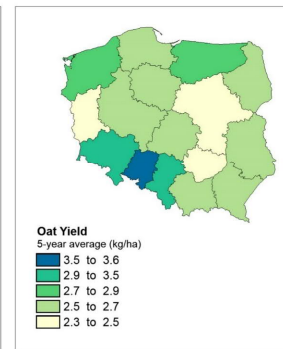 Oat Yield
5-year average (kg/ha)
3.5 to 3.6
2.9 to 3.5
2.7 to 2.9
2.5 to 2.7
2.3 to 2.5